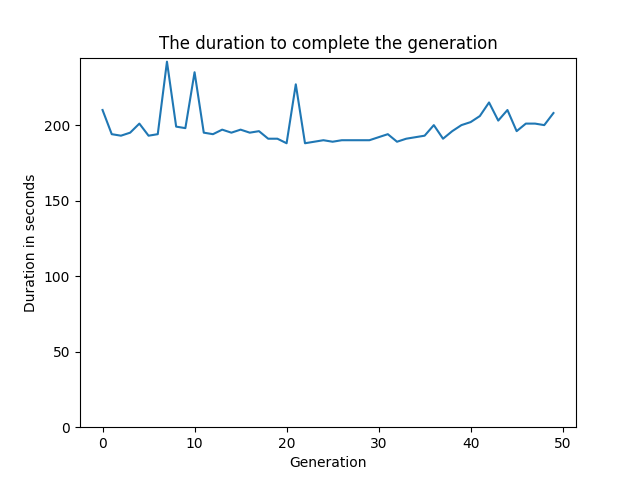 The duration to complete the generation
Duration in seconds
200
150
100
50
0
0 10 20 30 40 50
Generation